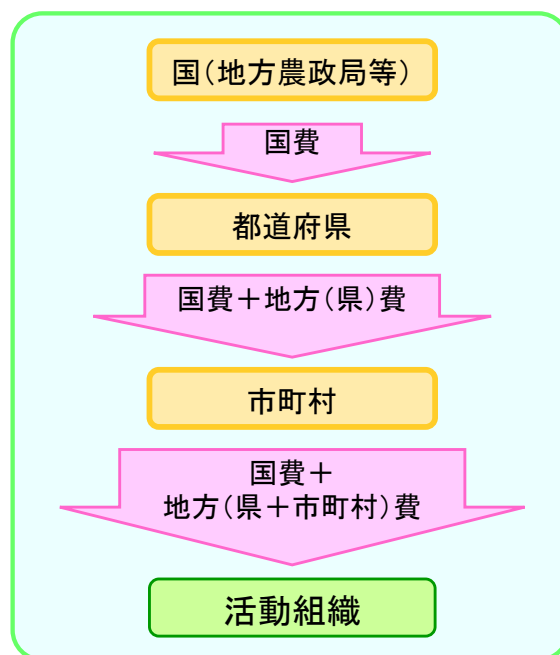 国（地方農政局等）
国費
都道府県
国費＋地方（県）費
市町村
国費＋
地方（県＋市町村）費
活動組織